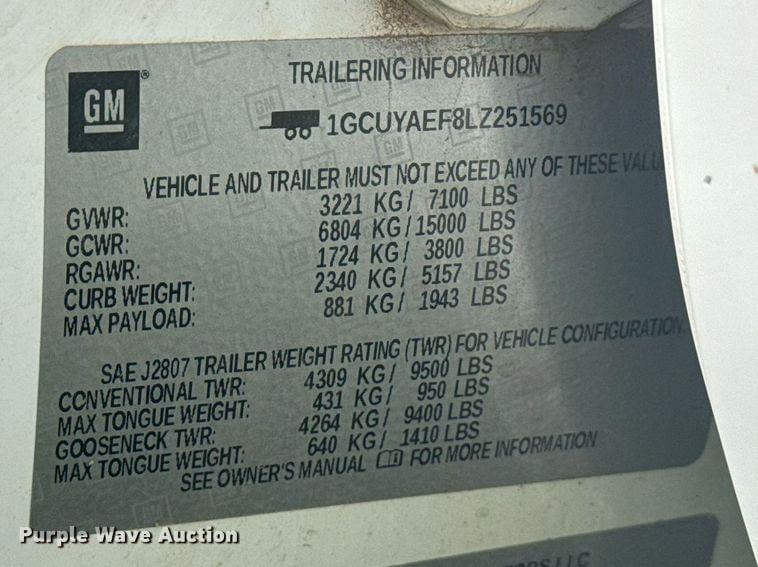 GM®
TRAILERING INFORMATION
1GCUYAEF8LZ251569
VEHICLE AND TRAILER MUST NOT EXCEED ANY OF THESE
GVWR: 3221 KG/ 7100 LBS
GCWR: 6804 KG/ 15000 LBS
RGAWR: 1724 KG/ 3800 LBS
CURB WEIGHT: 2340 KG/ 5157 LBS
MAX PAYLOAD: 881 KG/ 1943 LBS
SAE J2807 TRAILER WEIGHT RATING (TWR) FOR VEHICLE CONFIGURATION
CONVENTIONAL TWR: 4309 KG/ 9500 LBS
MAX TONGUE WEIGHT: 431 KG/ 950 LBS
GOOSENECK TWR: 4264 KG/ 9400 LBS
MAX TONGUE WEIGHT: 640 KG/ 1410 LBS
SEE OWNER'S MANUAL FOR MORE INFORMATION
Purple Wave Auction
LLC